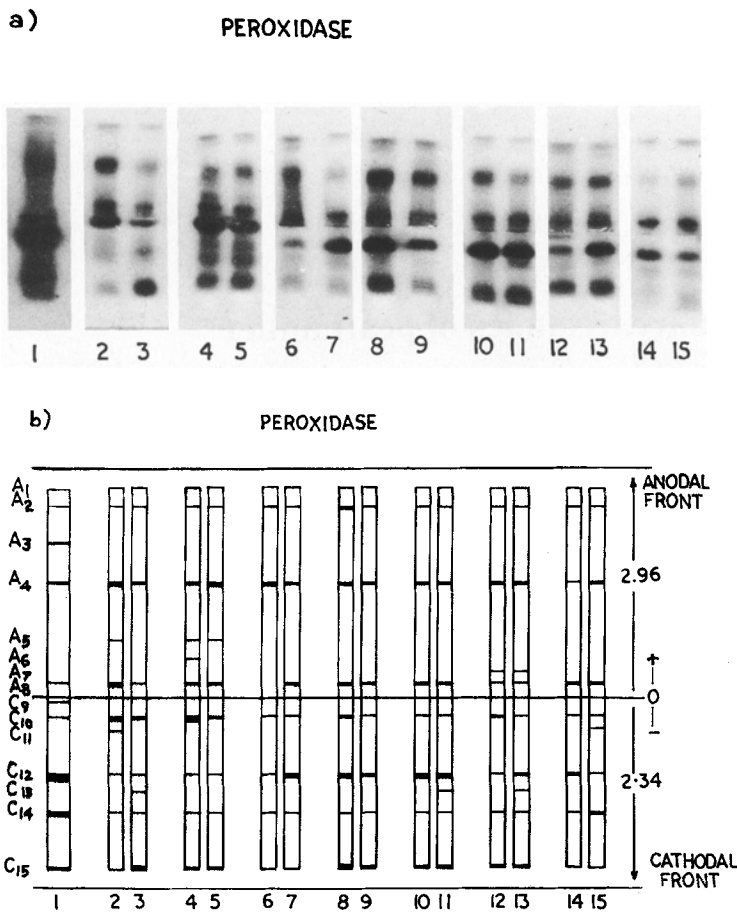 a)
PEROXIDASE
1 2 3 4 5 6 7 8 9 10 11 12 13 14 15
b)
PEROXIDASE
A1
A2
A3
A4
A5
A6
A7
A8
C9
C10
C11
C12
C13
C14
C15
ANODAL
FRONT
2.96
+
0
–
2.34
CATHODAL
FRONT
1 2 3 4 5 6 7 8 9 10 11 12 13 14 15